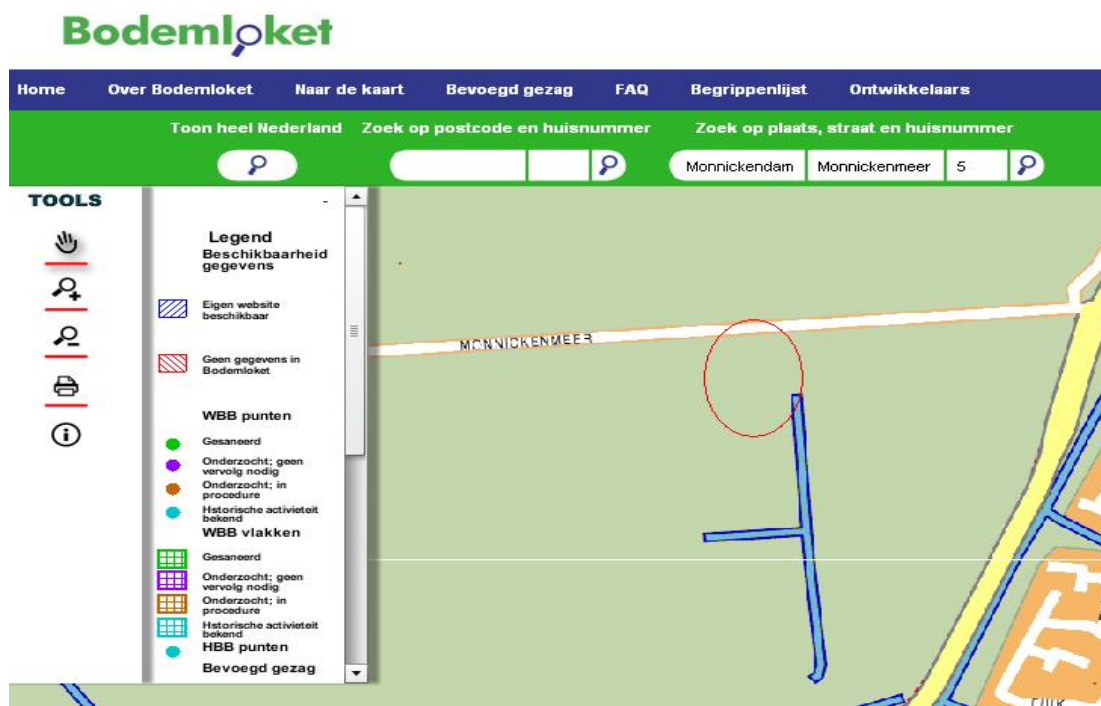 Bodemloket
Home Over Bodemloket Naar de kaart Bevoegd gezag FAQ Begrippenlijst Ontwikkelaars
Toon heel Nederland Zoek op postcode en huisnummer Zoek op plaats, straat en huisnummer
Monnickendam Monnickenmeer 5
TOOLS
-
Legend
Beschikbaarheid
gegevens
Eigen website
beschikbaar
Geen gegevens in
Bodemloket
WBB punten
Gesaneerd
Onderzocht; geen
vervolg nodig
Onderzocht; in
procedure
Hstorische activieteit
bekend
WBB vlakken
Gesaneerd
Onderzocht; geen
vervolg nodig
Onderzocht; in
procedure
Hstorische activieteit
bekend
HBB punten
Bevoegd gezag
MONNICKENMEER